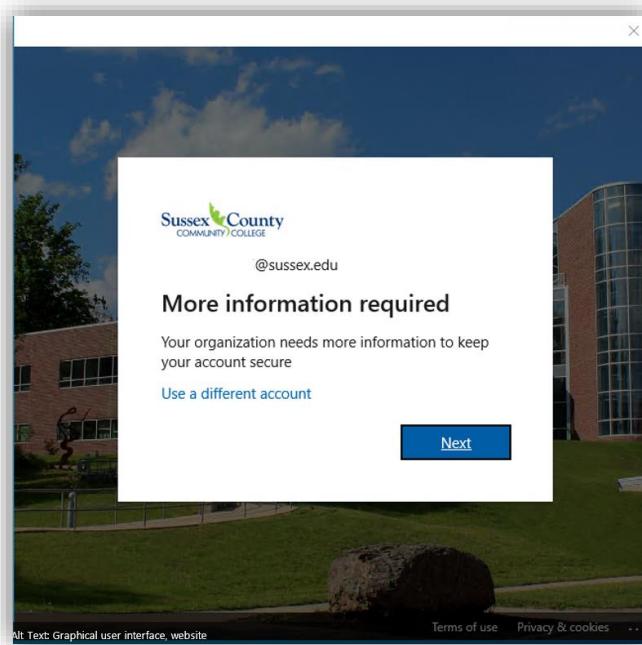 Sussex County
COMMUNITY COLLEGE
@sussex.edu
More information required
Your organization needs more information to keep
your account secure
Use a different account
Next
Terms of use Privacy & cookies ...
Alt Text: Graphical user interface, website